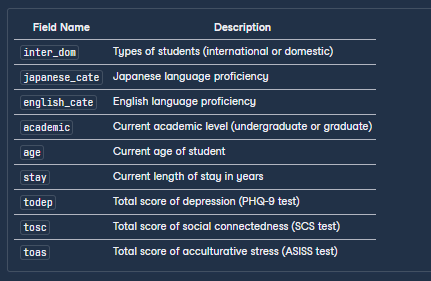 Field Name Description
inter_dom Types of students (international or domestic)
japanese_cate Japanese language proficiency
english_cate English language proficiency
academic Current academic level (undergraduate or graduate)
age Current age of student
stay Current length of stay in years
todep Total score of depression (PHQ-9 test)
tosc Total score of social connectedness (SCS test)
toas Total score of acculturative stress (ASISS test)